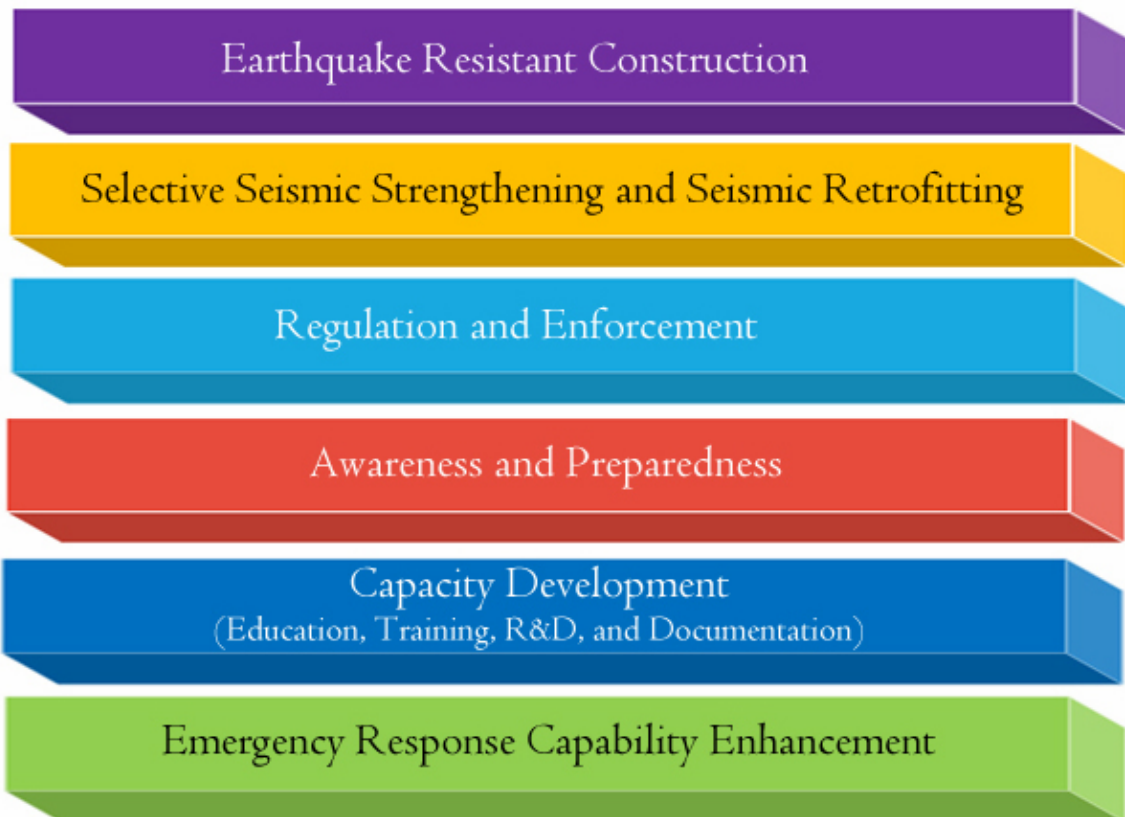 Earthquake Resistant Construction
Selective Seismic Strengthening and Seismic Retrofitting
Regulation and Enforcement
Awareness and Preparedness
Capacity Development
(Education, Training, R&D, and Documentation)
Emergency Response Capability Enhancement